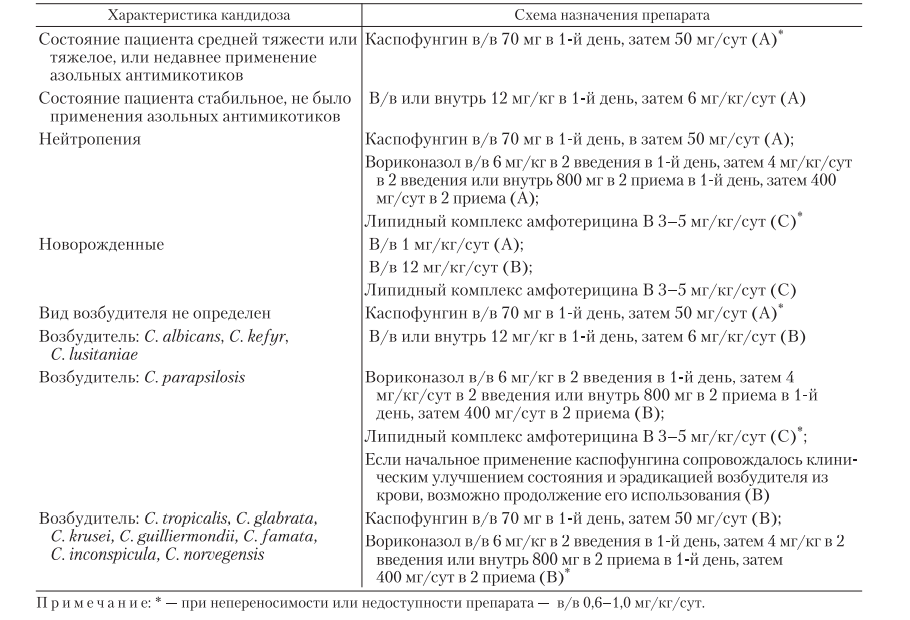 Характеристика кандидоза
Схема назначения препарата
Состояние пациента средней тяжести или
тяжелое, или недавнее применение
азольных антимикотиков
Каспофунгин в/в 70 мг в 1-й день, затем 50 мг/сут (А)*
Состояние пациента стабильное, не было
применения азольных антимикотиков
В/в или внутрь 12 мг/кг в 1-й день, затем 6 мг/кг/сут (А)
Нейтропения
Каспофунгин в/в 70 мг в 1-й день, в затем 50 мг/сут (А);
Вориконазол в/в 6 мг/кг в 2 введения в 1-й день, затем 4 мг/кг/сут
в 2 введения или внутрь 800 мг в 2 приема в 1-й день, затем 400
мг/сут в 2 приема (А);
Липидный комплекс амфотерицина В 3–5 мг/кг/сут (С)*
Новорожденные
В/в 1 мг/кг/сут (А);
В/в 12 мг/кг/сут (В);
Липидный комплекс амфотерицина В 3–5 мг/кг/сут (С)
Вид возбудителя не определен
Каспофунгин в/в 70 мг в 1-й день, затем 50 мг/сут (А)*
Возбудитель: C. albicans, C. kefyr,
C. lusitaniae
В/в или внутрь 12 мг/кг в 1-й день, затем 6 мг/кг/сут (В)
Возбудитель: C. parapsilosis
Вориконазол в/в 6 мг/кг в 2 введения в 1-й день, затем 4
мг/кг/сут в 2 введения или внутрь 800 мг в 2 приема в 1-й
день, затем 400 мг/сут в 2 приема (В);
Липидный комплекс амфотерицина В 3–5 мг/кг/сут (С)*;
Если начальное применение каспофунгина сопровождалось клини-
ческим улучшением состояния и эрадикацией возбудителя из
крови, возможно продолжение его использования (В)
Возбудитель: C. tropicalis, C. glabrata,
C. krusei, C. guilliermondii, C. famata,
C. inconspicula, C. norvegensis
Каспофунгин в/в 70 мг в 1-й день, затем 50 мг/сут (В);
Вориконазол в/в 6 мг/кг в 2 введения в 1-й день, затем 4 мг/кг в 2
введения или внутрь 800 мг в 2 приема в 1-й день, затем
400 мг/сут в 2 приема (В)*
Примечание: * — при непереносимости или недоступности препарата — в/в 0,6–1,0 мг/кг/сут.